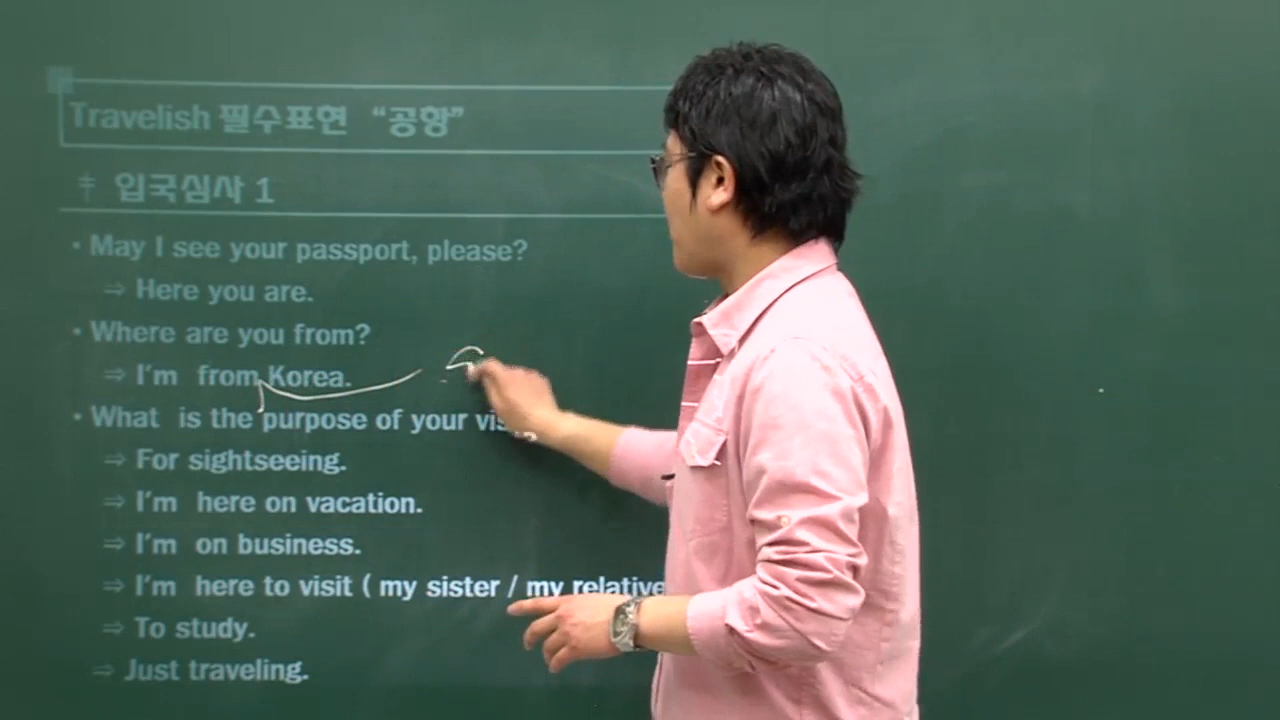 Travelish 필수표현 “공항”
입국심사 1
· May I see your passport, please?
⇒ Here you are.
· Where are you from?
⇒ I'm from Korea.
· What is the purpose of your vis
⇒ For sightseeing.
⇒ I'm here on vacation.
⇒ I'm on business.
⇒ I'm here to visit ( my sister / my relative
⇒ To study.
⇒ Just traveling.